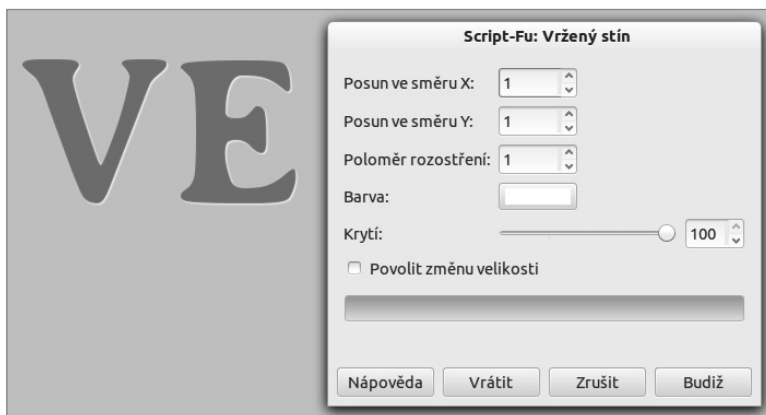 VE
Script-Fu: Vržený stín
Posun ve směru X: 1
Posun ve směru Y: 1
Poloměr rozostření: 1
Barva:
Krytí: 100
Povolit změnu velikosti
Nápověda Vrátit Zrušit Budiž